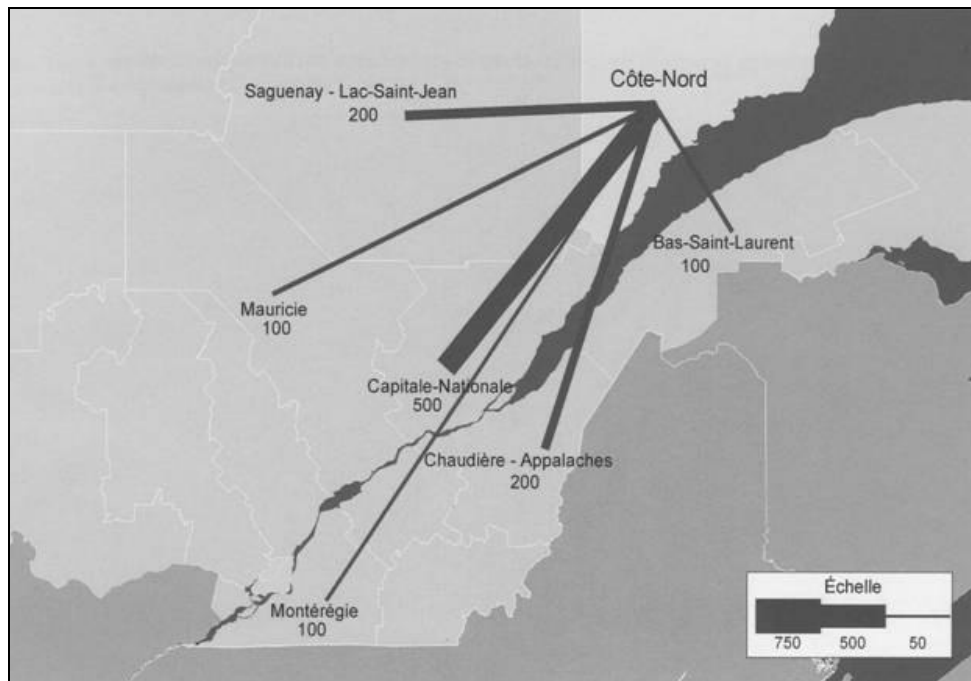 Côte-Nord
Saguenay - Lac-Saint-Jean
200
Bas-Saint-Laurent
100
Mauricie
100
Capitale-Nationale
500
Chaudière - Appalaches
200
Montérégie
100
Échelle
750 500 50